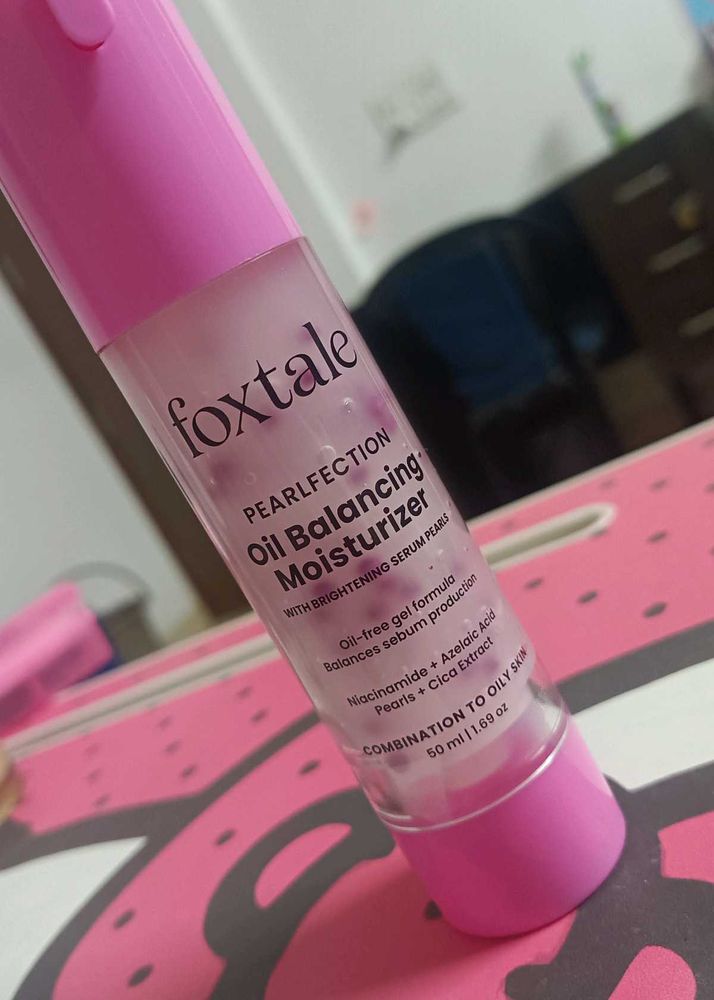 foxtale
PEARLFECTION
Oil Balancing
Moisturizer
WITH BRIGHTENING SERUM PEARLS
Oil-free gel formula
Balances sebum production
Niacinamide + Azelaic Acid
Pearls + Cica Extract
COMBINATION TO OILY SKIN
50 ml | 1.69 oz